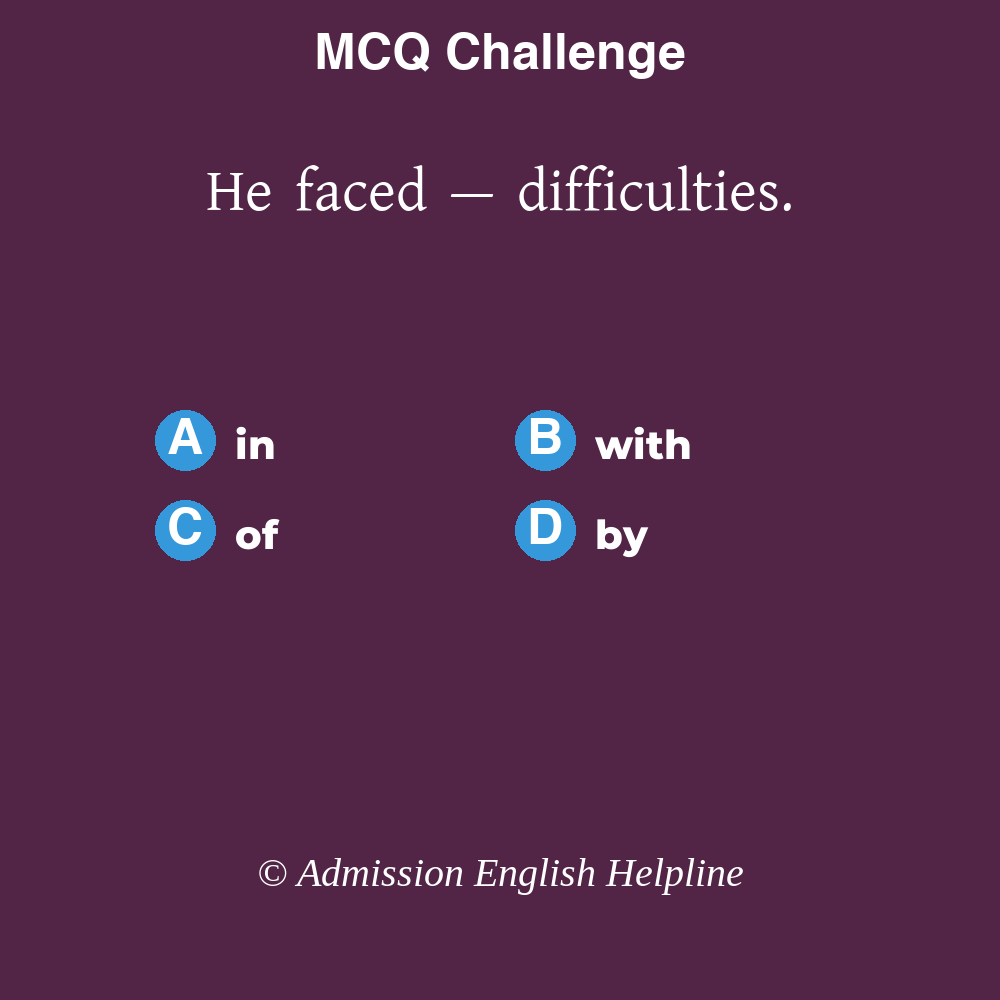 MCQ Challenge
He faced — difficulties.
A in B with
C of D by
© Admission English Helpline